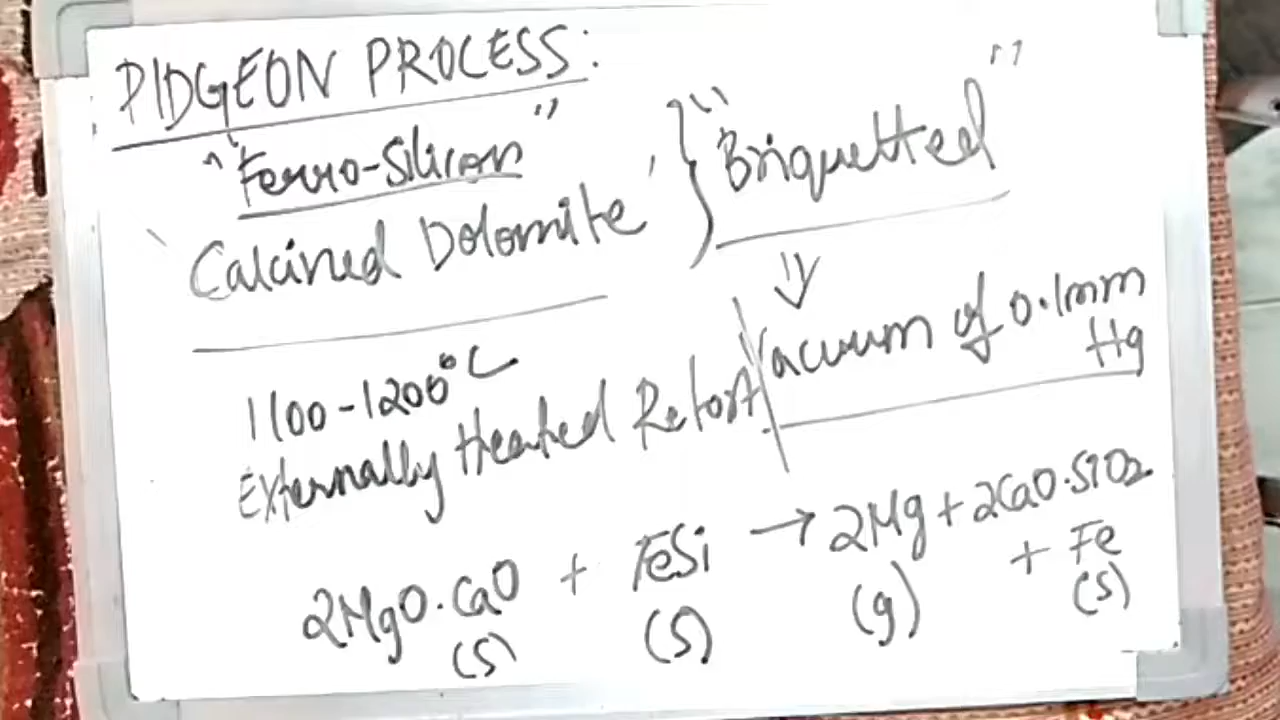 PIDGEON PROCESS:
"Ferro-Silicon"
Calcined Dolomite } "Briquetted"
⇓
Vacuum of 0.1mm
Hg
1100-1200°C
Externally Heated Retort
2MgO.CaO + FeSi → 2Mg + 2CaO.SiO2
+ Fe
(s) (s) (g) (s)